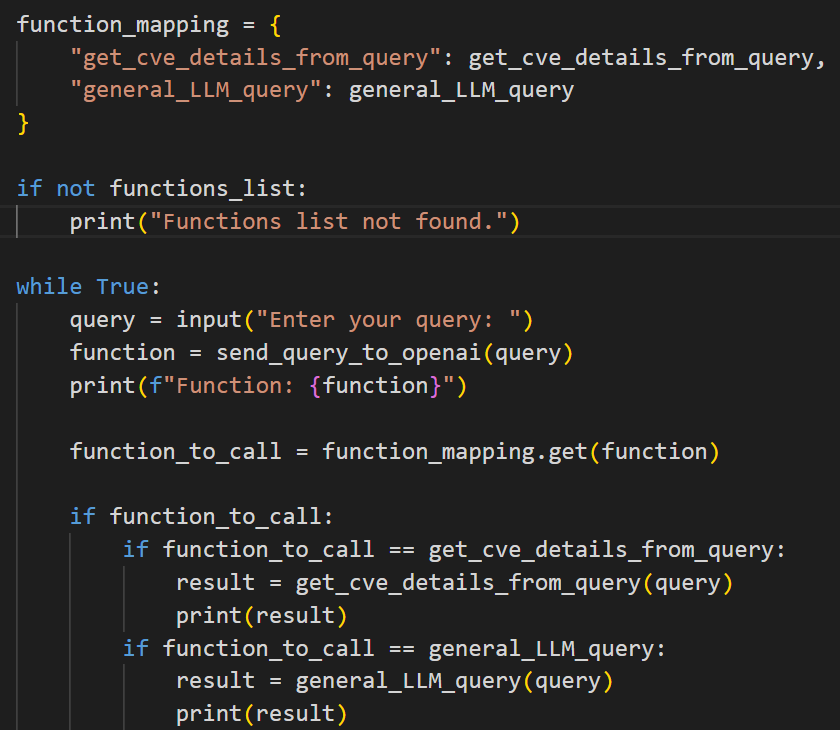 function_mapping = {
    "get_cve_details_from_query": get_cve_details_from_query,
    "general_LLM_query": general_LLM_query
}

if not functions_list:
    print("Functions list not found.")

while True:
    query = input("Enter your query: ")
    function = send_query_to_openai(query)
    print(f"Function: {function}")

    function_to_call = function_mapping.get(function)

    if function_to_call:
        if function_to_call == get_cve_details_from_query:
            result = get_cve_details_from_query(query)
            print(result)
        if function_to_call == general_LLM_query:
            result = general_LLM_query(query)
            print(result)